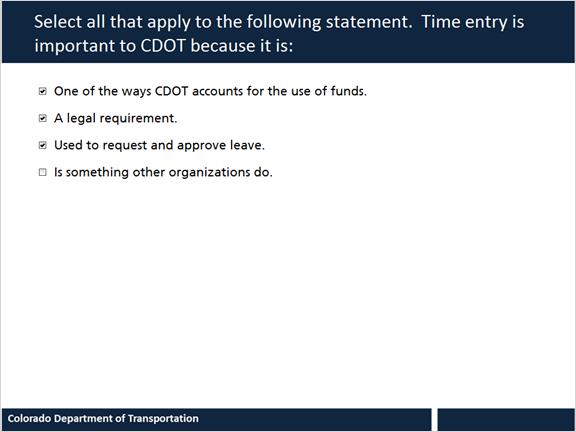 Select all that apply to the following statement.  Time entry is
important to CDOT because it is:
One of the ways CDOT accounts for the use of funds.
A legal requirement.
Used to request and approve leave.
Is something other organizations do.
Colorado Department of Transportation